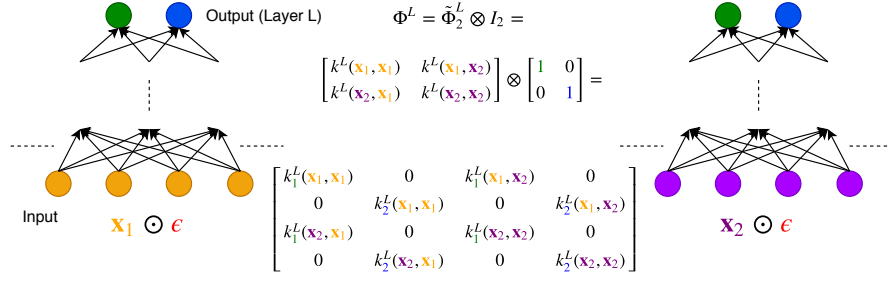 Output (Layer L)
Φ^L = Φ̃_2^L ⊗ I_2 =
[ k^L(x_1, x_1) k^L(x_1, x_2) ] ⊗ [ 1 0 ] =
[ k^L(x_2, x_1) k^L(x_2, x_2) ] [ 0 1 ]
k_1^L(x_1, x_1) 0 k_1^L(x_1, x_2) 0
0 k_2^L(x_1, x_1) 0 k_2^L(x_1, x_2)
k_1^L(x_2, x_1) 0 k_1^L(x_2, x_2) 0
0 k_2^L(x_2, x_1) 0 k_2^L(x_2, x_2)
Input
x_1 ⊙ ϵ
x_2 ⊙ ϵ